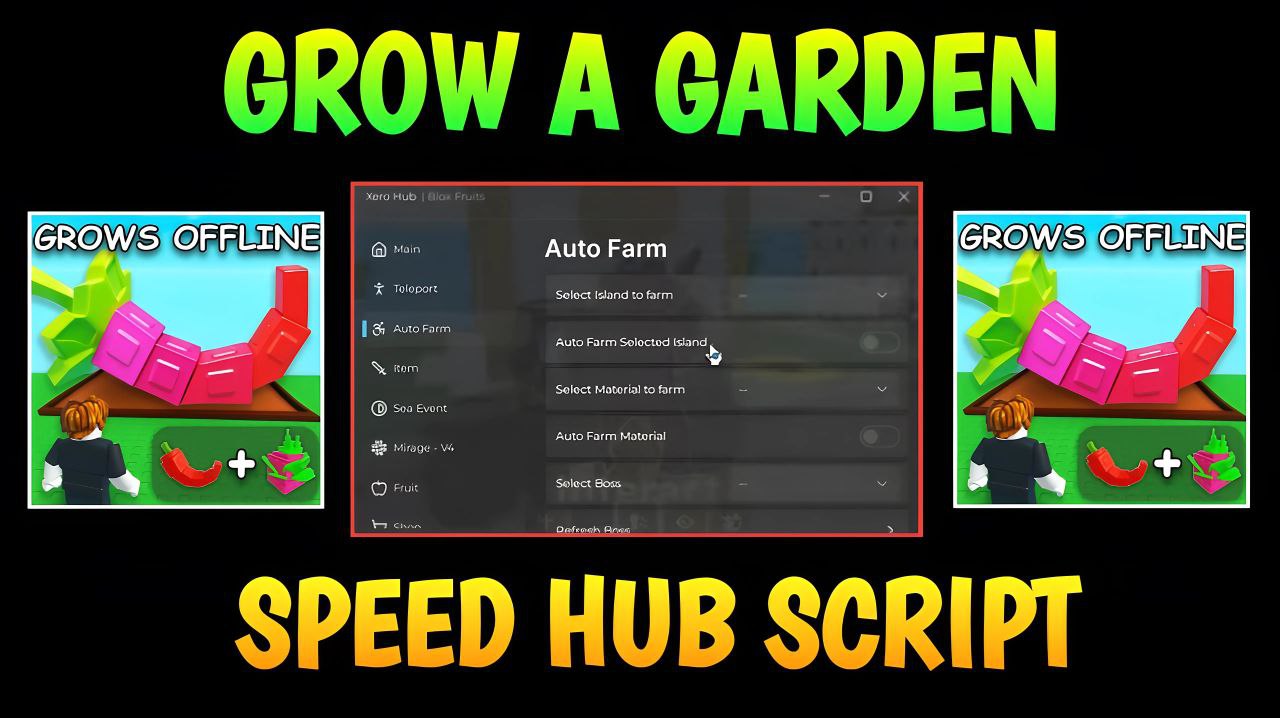 GROW A GARDEN
GROWS OFFLINE
Xero Hub | Blox Fruits
Main
Teleport
Auto Farm
Item
Sea Event
Mirage - V4
Fruit
Shop
Auto Farm
Select Island to farm --
Auto Farm Selected Island
Select Material to farm --
Auto Farm Material
Select Boss --
Refresh Boss
GROWS OFFLINE
SPEED HUB SCRIPT